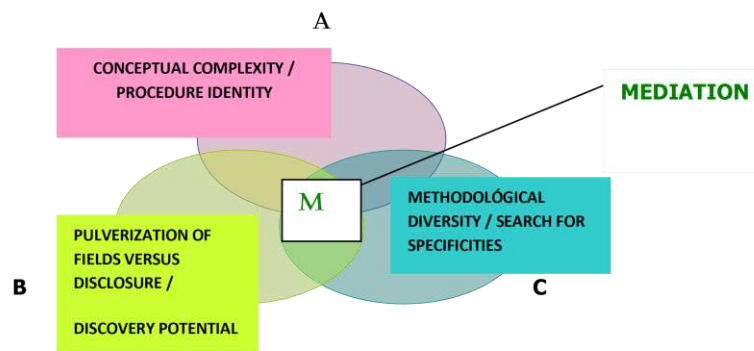 A
CONCEPTUAL COMPLEXITY /
PROCEDURE IDENTITY
MEDIATION
M
METHODOLÓGICAL
DIVERSITY / SEARCH FOR
SPECIFICITIES
PULVERIZATION OF
FIELDS VERSUS
DISCLOSURE /
DISCOVERY POTENTIAL
B
C